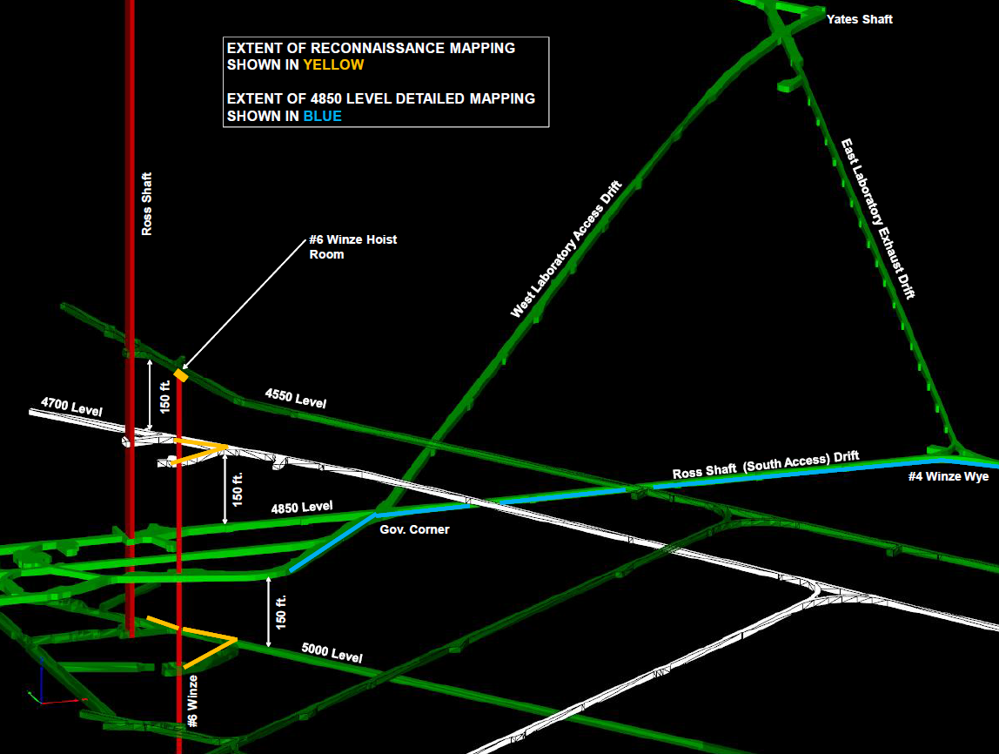 Yates Shaft
EXTENT OF RECONNAISSANCE MAPPING
SHOWN IN YELLOW
EXTENT OF 4850 LEVEL DETAILED MAPPING
SHOWN IN BLUE
Ross Shaft
East Laboratory Exhaust Drift
West Laboratory Access Drift
#6 Winze Hoist
Room
150 ft.
4550 Level
4700 Level
Ross Shaft (South Access) Drift
#4 Winze Wye
150 ft.
4850 Level
Gov. Corner
150 ft.
5000 Level
#6 Winze